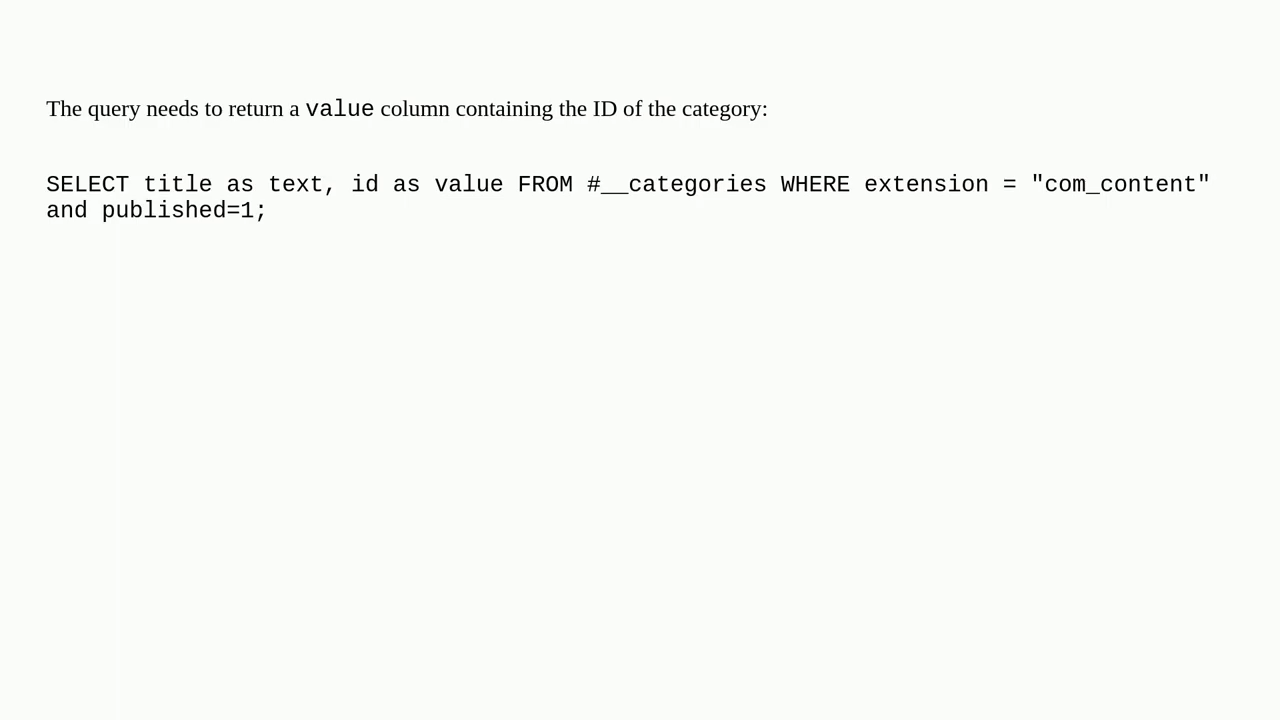 The query needs to return a value column containing the ID of the category:
SELECT title as text, id as value FROM #__categories WHERE extension = "com_content"
and published=1;